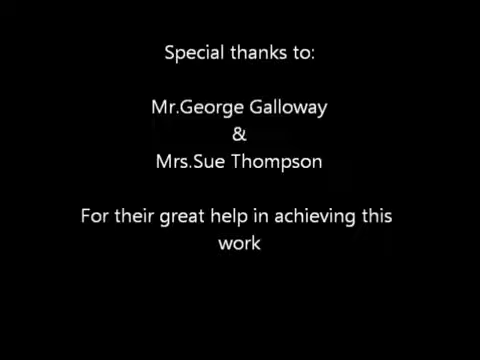 Special thanks to:
Mr.George Galloway
&
Mrs.Sue Thompson
For their great help in achieving this
work